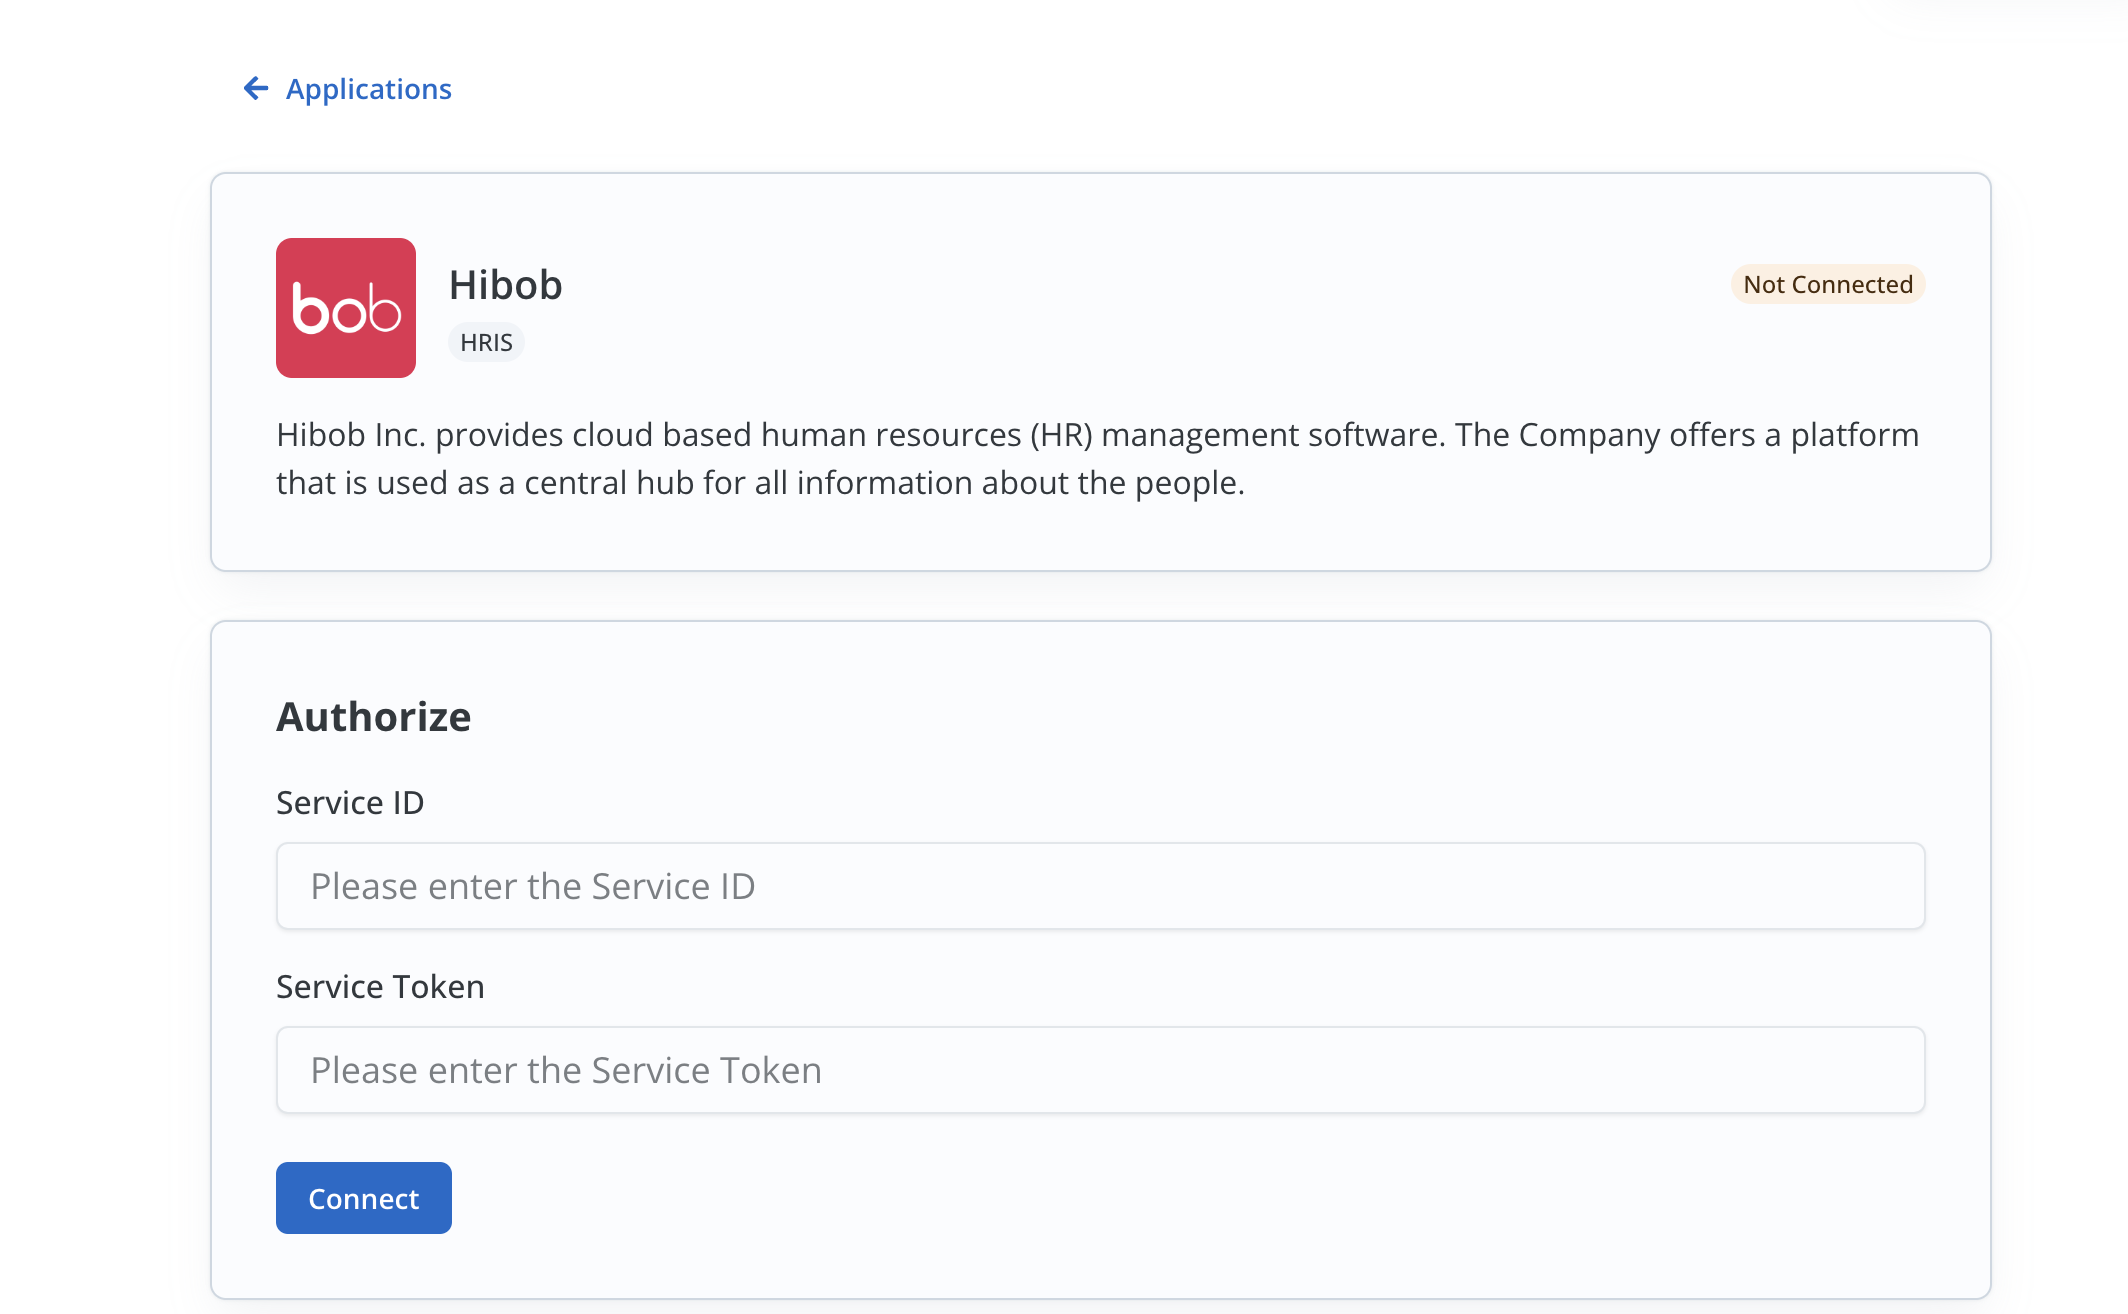 Applications
bob
Hibob
Not Connected
HRIS
Hibob Inc. provides cloud based human resources (HR) management software. The Company offers a platform
that is used as a central hub for all information about the people.
Authorize
Service ID
Please enter the Service ID
Service Token
Please enter the Service Token
Connect